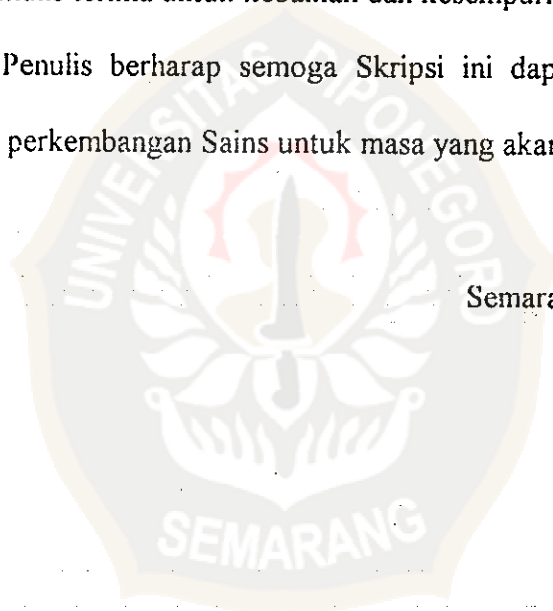 Penulis berharap semoga Skripsi ini dap
perkembangan Sains untuk masa yang akan
Semara
UNIVERSITAS DIPONEGORO
SEMARANG